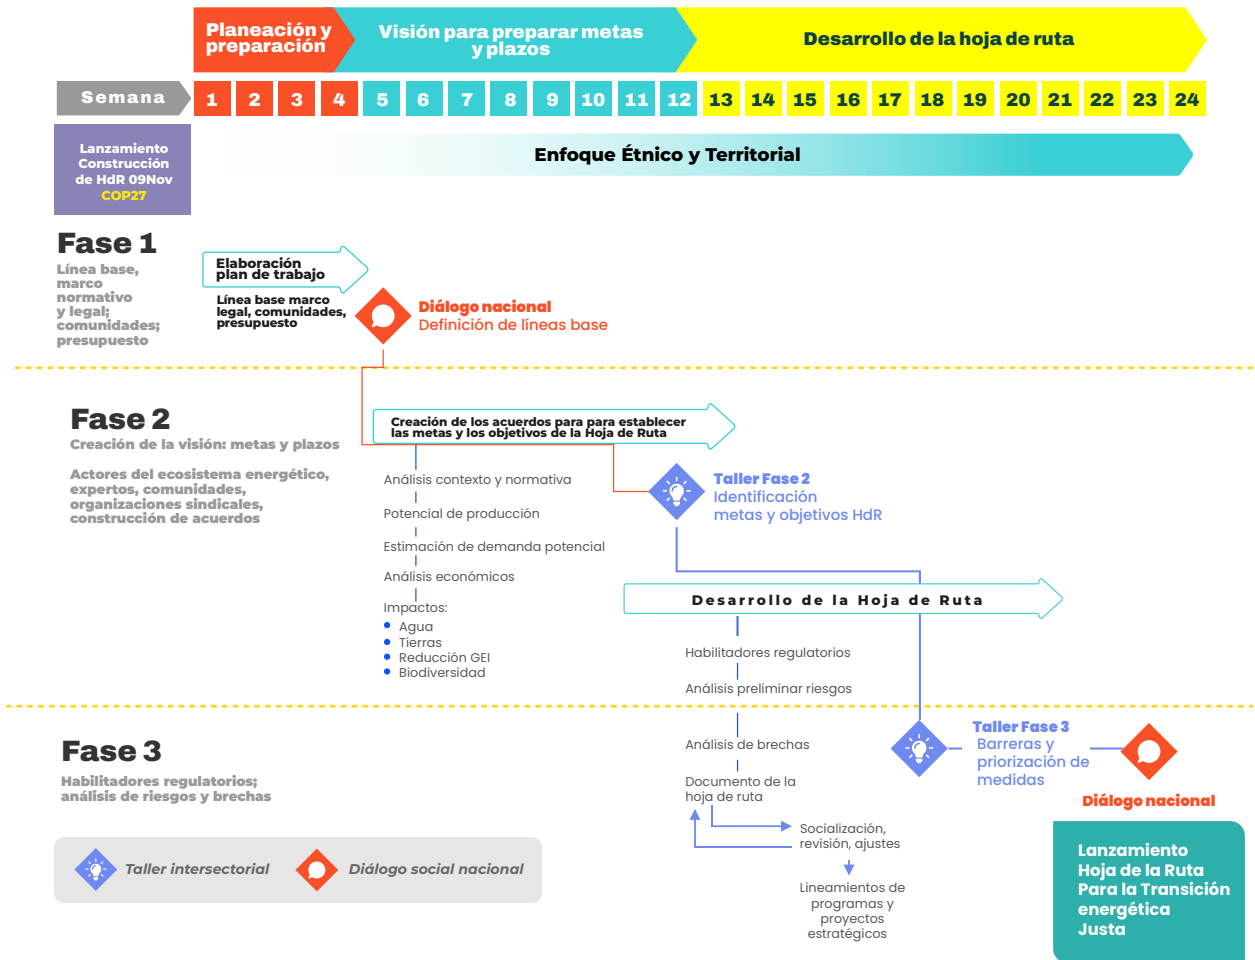 Planeación y
preparación
Visión para preparar metas
y plazos
Desarrollo de la hoja de ruta
Semana
1 2 3 4 5 6 7 8 9 10 11 12 13 14 15 16 17 18 19 20 21 22 23 24
Lanzamiento
Construcción
de HdR 09Nov
COP27
Enfoque Étnico y Territorial
Fase 1
Línea base,
marco
normativo
y legal;
comunidades;
presupuesto
Elaboración
plan de trabajo
Línea base marco
legal, comunidades,
presupuesto
Diálogo nacional
Definición de líneas base
Fase 2
Creación de la visión: metas y plazos
Actores del ecosistema energético,
expertos, comunidades,
organizaciones sindicales,
construcción de acuerdos
Creación de los acuerdos para para establecer
las metas y los objetivos de la Hoja de Ruta
Análisis contexto y normativa
Potencial de producción
Estimación de demanda potencial
Análisis económicos
Impactos:
Agua
Tierras
Reducción GEI
Biodiversidad
Taller Fase 2
Identificación
metas y objetivos HdR
Desarrollo de la Hoja de Ruta
Habilitadores regulatorios
Análisis preliminar riesgos
Fase 3
Habilitadores regulatorios;
análisis de riesgos y brechas
Análisis de brechas
Documento de la
hoja de ruta
Socialización,
revisión, ajustes
Lineamientos de
programas y
proyectos
estratégicos
Taller Fase 3
Barreras y
priorización de
medidas
Diálogo nacional
Lanzamiento
Hoja de la Ruta
Para la Transición
energética
Justa
Taller intersectorial
Diálogo social nacional